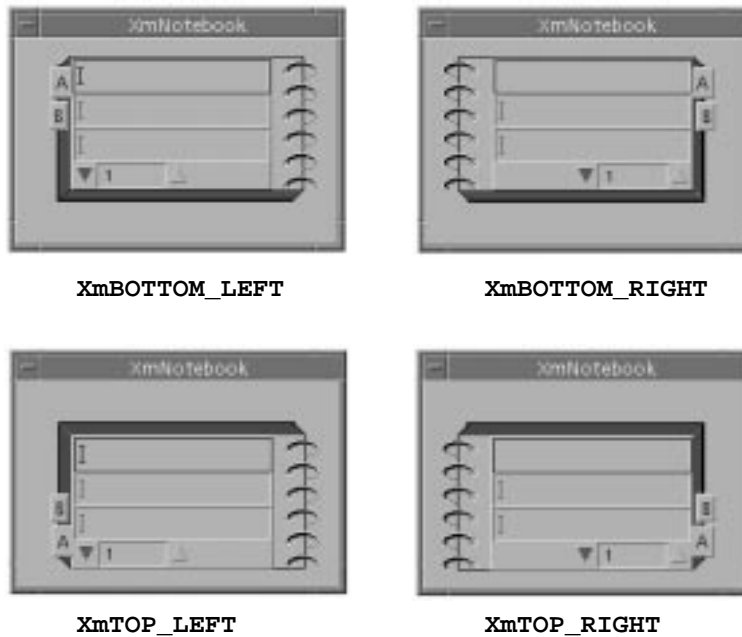 XmNotebook
A
B
1
XmBOTTOM_LEFT
XmNotebook
A
B
1
XmBOTTOM_RIGHT
XmNotebook
B
A
1
XmTOP_LEFT
XmNotebook
B
A
1
XmTOP_RIGHT